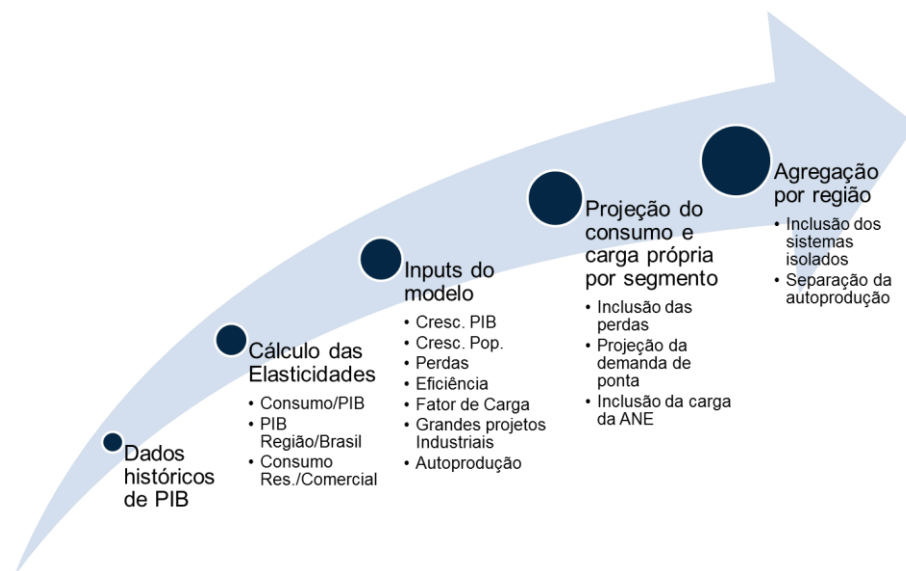 Dados
históricos
de PIB
Cálculo das
Elasticidades
• Consumo/PIB
• PIB
Região/Brasil
• Consumo
Res./Comercial
Inputs do
modelo
• Cresc. PIB
• Cresc. Pop.
• Perdas
• Eficiência
• Fator de Carga
• Grandes projetos
Industriais
• Autoprodução
Projeção do
consumo e
carga própria
por segmento
• Inclusão das
perdas
• Projeção da
demanda de
ponta
• Inclusão da carga
da ANE
Agregação
por região
• Inclusão dos
sistemas
isolados
• Separação da
autoprodução